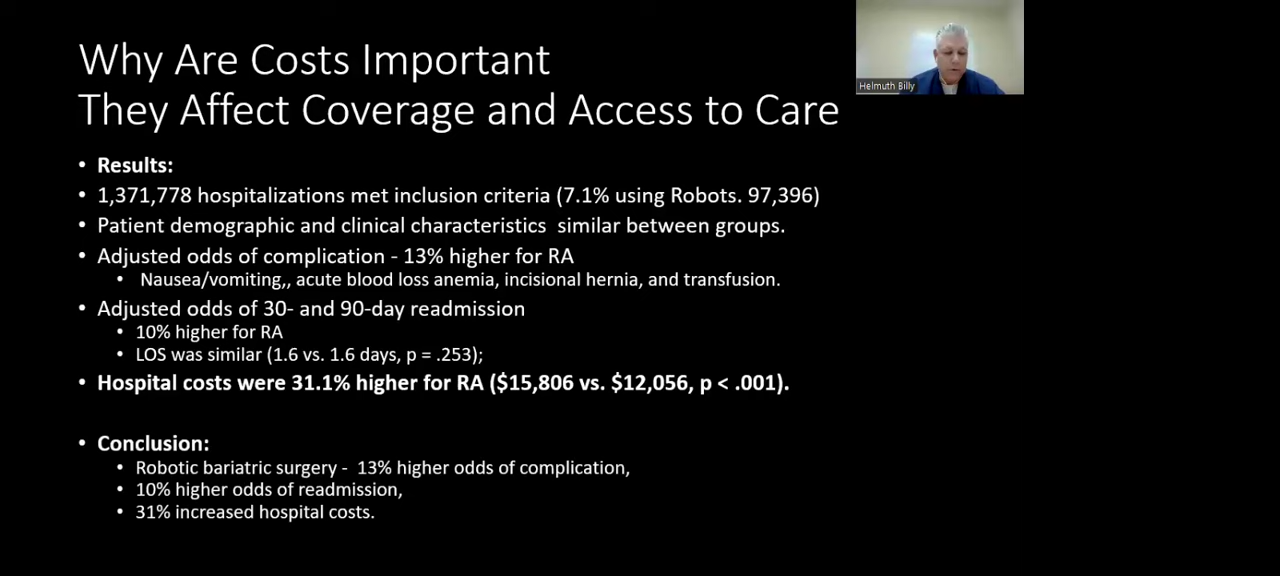 Why Are Costs Important
They Affect Coverage and Access to Care
Helmuth Billy
• Results:
• 1,371,778 hospitalizations met inclusion criteria (7.1% using Robots. 97,396)
• Patient demographic and clinical characteristics  similar between groups.
• Adjusted odds of complication - 13% higher for RA
• Nausea/vomiting,, acute blood loss anemia, incisional hernia, and transfusion.
• Adjusted odds of 30- and 90-day readmission
• 10% higher for RA
• LOS was similar (1.6 vs. 1.6 days, p = .253);
• Hospital costs were 31.1% higher for RA ($15,806 vs. $12,056, p < .001).
• Conclusion:
• Robotic bariatric surgery -  13% higher odds of complication,
• 10% higher odds of readmission,
• 31% increased hospital costs.